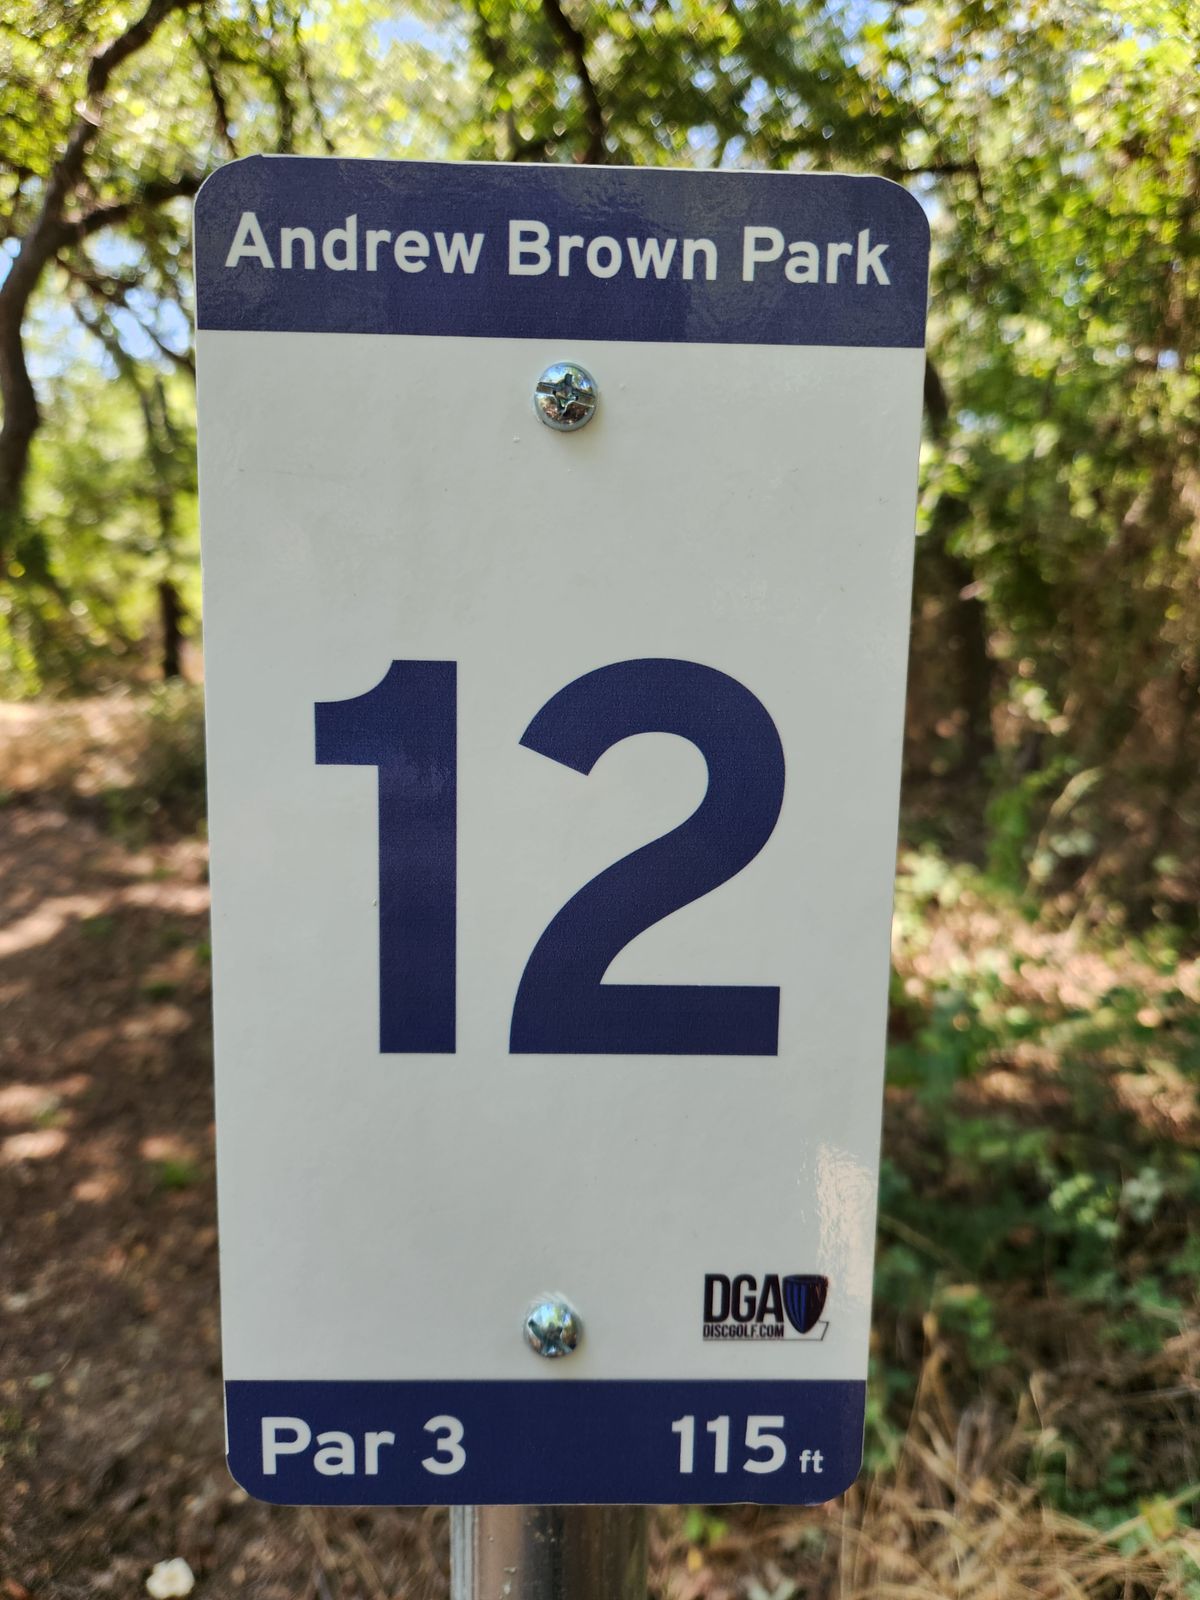 Andrew Brown Park
12
DGA
DISCGOLF.COM
Par 3 115 ft